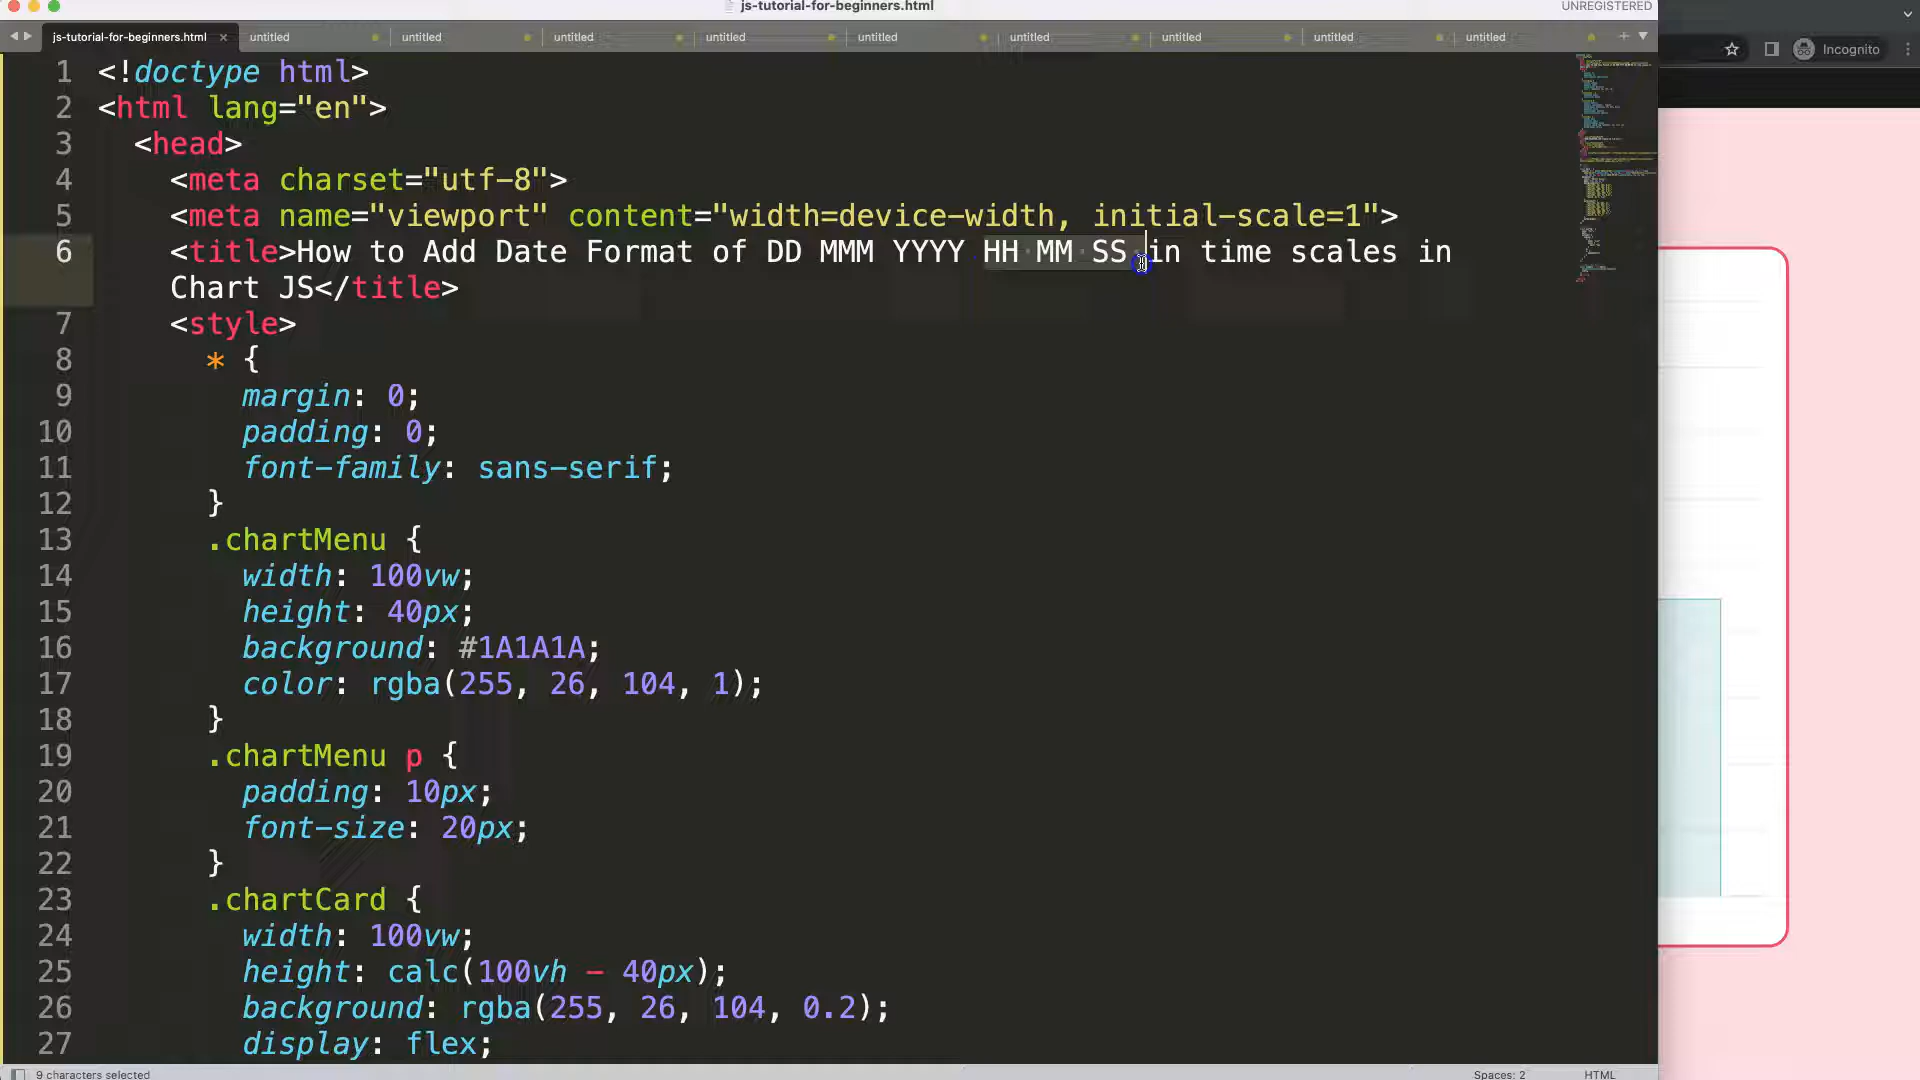 js-tutorial-for-beginners.html
UNREGISTERED
js-tutorial-for-beginners.html × untitled untitled untitled untitled untitled untitled untitled untitled untitled +
Incognito
1 <!doctype html>
2 <html lang="en">
3 <head>
4 <meta charset="utf-8">
5 <meta name="viewport" content="width=device-width, initial-scale=1">
6 <title>How to Add Date Format of DD MMM YYYY HH MM SS in time scales in
Chart JS</title>
7 <style>
8 * {
9 margin: 0;
10 padding: 0;
11 font-family: sans-serif;
12 }
13 .chartMenu {
14 width: 100vw;
15 height: 40px;
16 background: #1A1A1A;
17 color: rgba(255, 26, 104, 1);
18 }
19 .chartMenu p {
20 padding: 10px;
21 font-size: 20px;
22 }
23 .chartCard {
24 width: 100vw;
25 height: calc(100vh - 40px);
26 background: rgba(255, 26, 104, 0.2);
27 display: flex;
9 characters selected
Spaces: 2
HTML